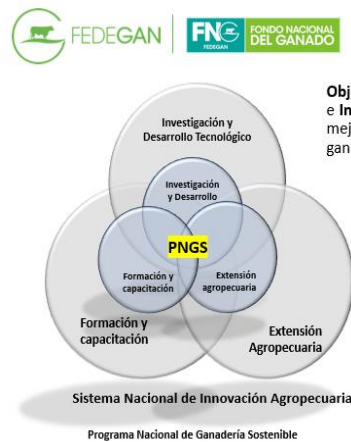 FEDEGAN
FNG
FEDEGAN
FONDO NACIONAL
DEL GANADO
Obj
e In
mej
gan
Investigación y
Desarrollo Tecnológico
Investigación
y Desarrollo
PNGS
Formación y
capacitación
Extensión
agropecuaria
Formación y
capacitación
Extensión
Agropecuaria
Sistema Nacional de Innovación Agropecuaria
Programa Nacional de Ganadería Sostenible